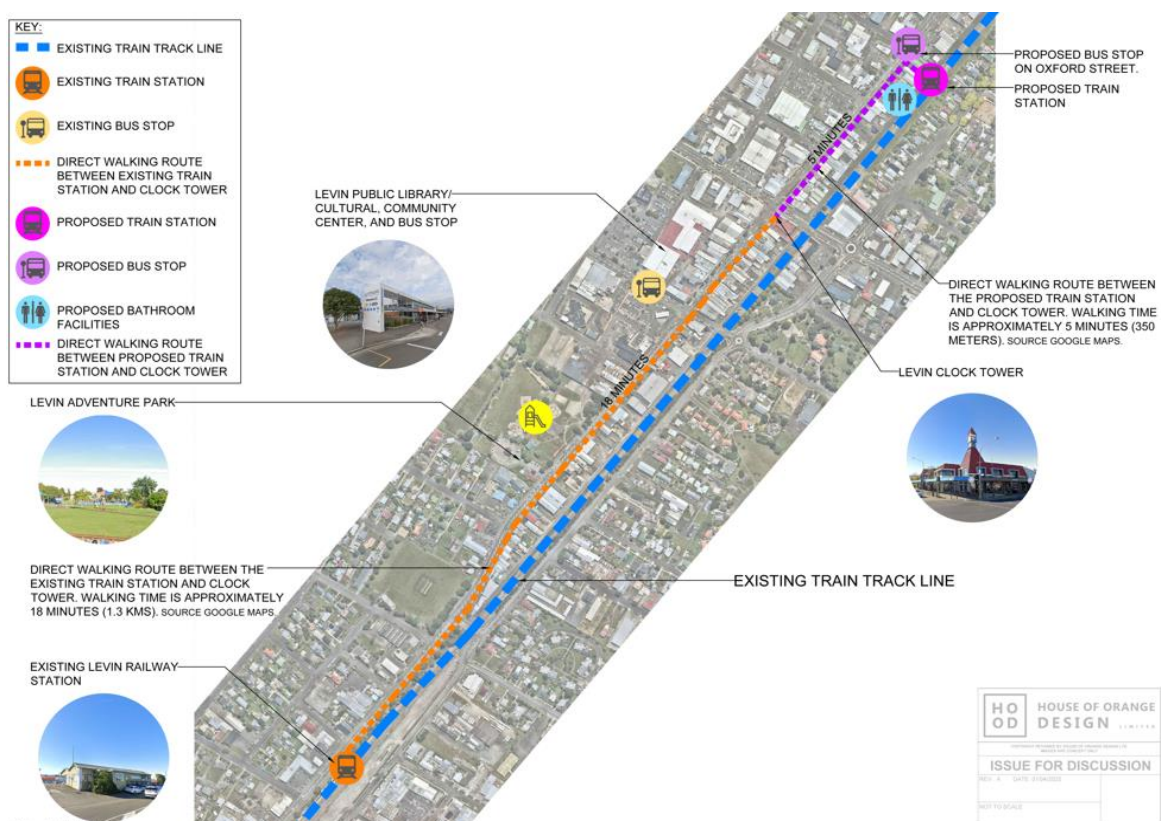 KEY:
EXISTING TRAIN TRACK LINE
EXISTING TRAIN STATION
EXISTING BUS STOP
DIRECT WALKING ROUTE
BETWEEN EXISTING TRAIN
STATION AND CLOCK TOWER
PROPOSED TRAIN STATION
PROPOSED BUS STOP
PROPOSED BATHROOM
FACILITIES
DIRECT WALKING ROUTE
BETWEEN PROPOSED TRAIN
STATION AND CLOCK TOWER
PROPOSED BUS STOP
ON OXFORD STREET.
PROPOSED TRAIN
STATION
5 MINUTES
LEVIN PUBLIC LIBRARY/
CULTURAL, COMMUNITY
CENTER, AND BUS STOP
DIRECT WALKING ROUTE BETWEEN
THE PROPOSED TRAIN STATION
AND CLOCK TOWER. WALKING TIME
IS APPROXIMATELY 5 MINUTES (350
METERS). SOURCE GOOGLE MAPS.
LEVIN CLOCK TOWER
18 MINUTES
LEVIN ADVENTURE PARK
DIRECT WALKING ROUTE BETWEEN THE
EXISTING TRAIN STATION AND CLOCK
TOWER. WALKING TIME IS APPROXIMATELY
18 MINUTES (1.3 KMS). SOURCE GOOGLE MAPS.
EXISTING TRAIN TRACK LINE
EXISTING LEVIN RAILWAY
STATION
HO
OD
HOUSE OF ORANGE
DESIGN LIMITED
ISSUE FOR DISCUSSION
REV: A DATE:
NOT TO SCALE